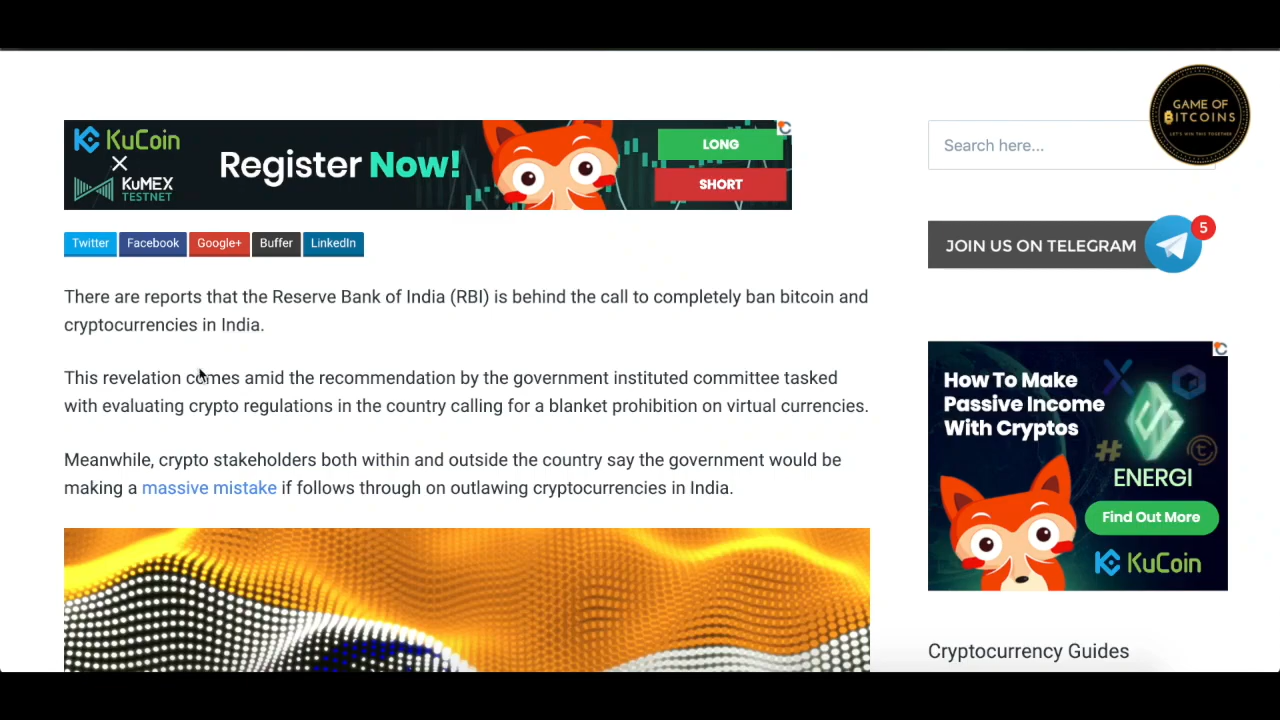 KuCoin
×
KuMEX
TESTNET
Register Now!
LONG
SHORT
Search here...
GAME OF
BITCOINS
LET'S WIN THIS TOGETHER
Twitter
Facebook
Google+
Buffer
LinkedIn
JOIN US ON TELEGRAM
5
There are reports that the Reserve Bank of India (RBI) is behind the call to completely ban bitcoin and
cryptocurrencies in India.
This revelation comes amid the recommendation by the government instituted committee tasked
with evaluating crypto regulations in the country calling for a blanket prohibition on virtual currencies.
Meanwhile, crypto stakeholders both within and outside the country say the government would be
making a massive mistake if follows through on outlawing cryptocurrencies in India.
How To Make
Passive Income
With Cryptos
ENERGI
Find Out More
KuCoin
Cryptocurrency Guides